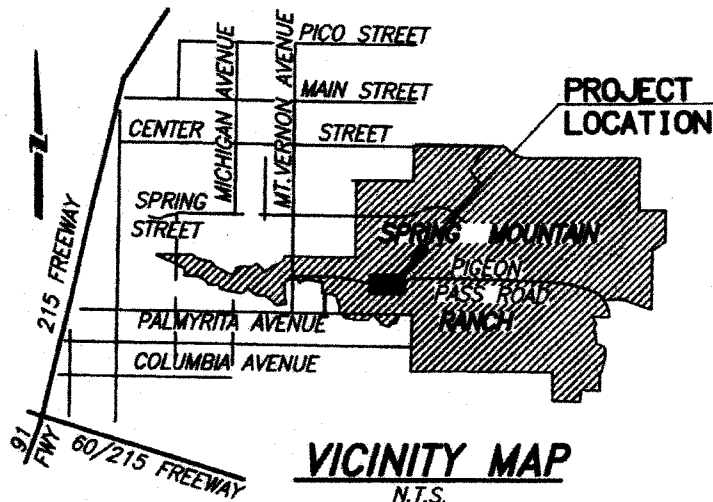 PICO STREET
MICHIGAN AVENUE
MT.VERNON AVENUE
MAIN STREET
PROJECT
LOCATION
CENTER STREET
SPRING
STREET
SPRING MOUNTAIN
PIGEON
PASS ROAD
RANCH
215 FREEWAY
PALMYRITA AVENUE
COLUMBIA AVENUE
91
FWY
60/215 FREEWAY
VICINITY MAP
N.T.S.